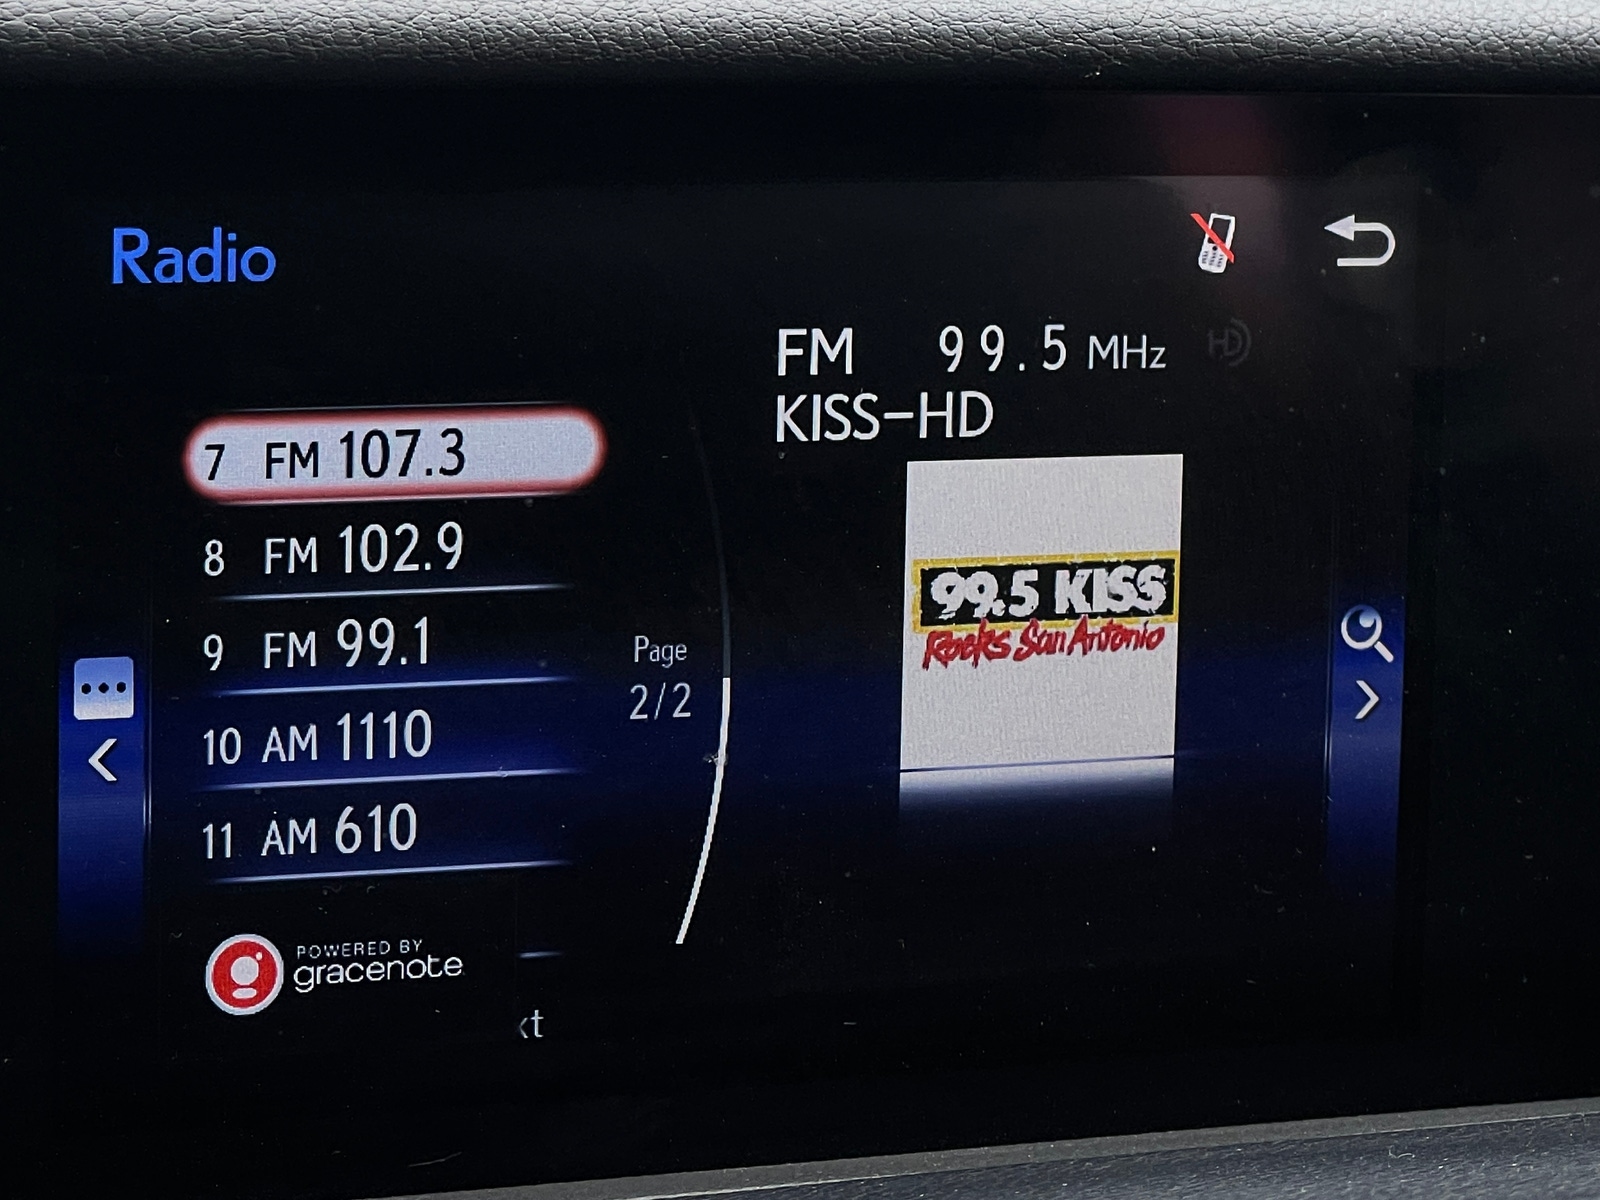 Radio
FM 99.5 MHz HD
KISS-HD
7 FM 107.3
8 FM 102.9
9 FM 99.1
10 AM 1110
11 AM 610
Page
2/2
99.5 KISS
Rocks San Antonio
POWERED BY
gracenote